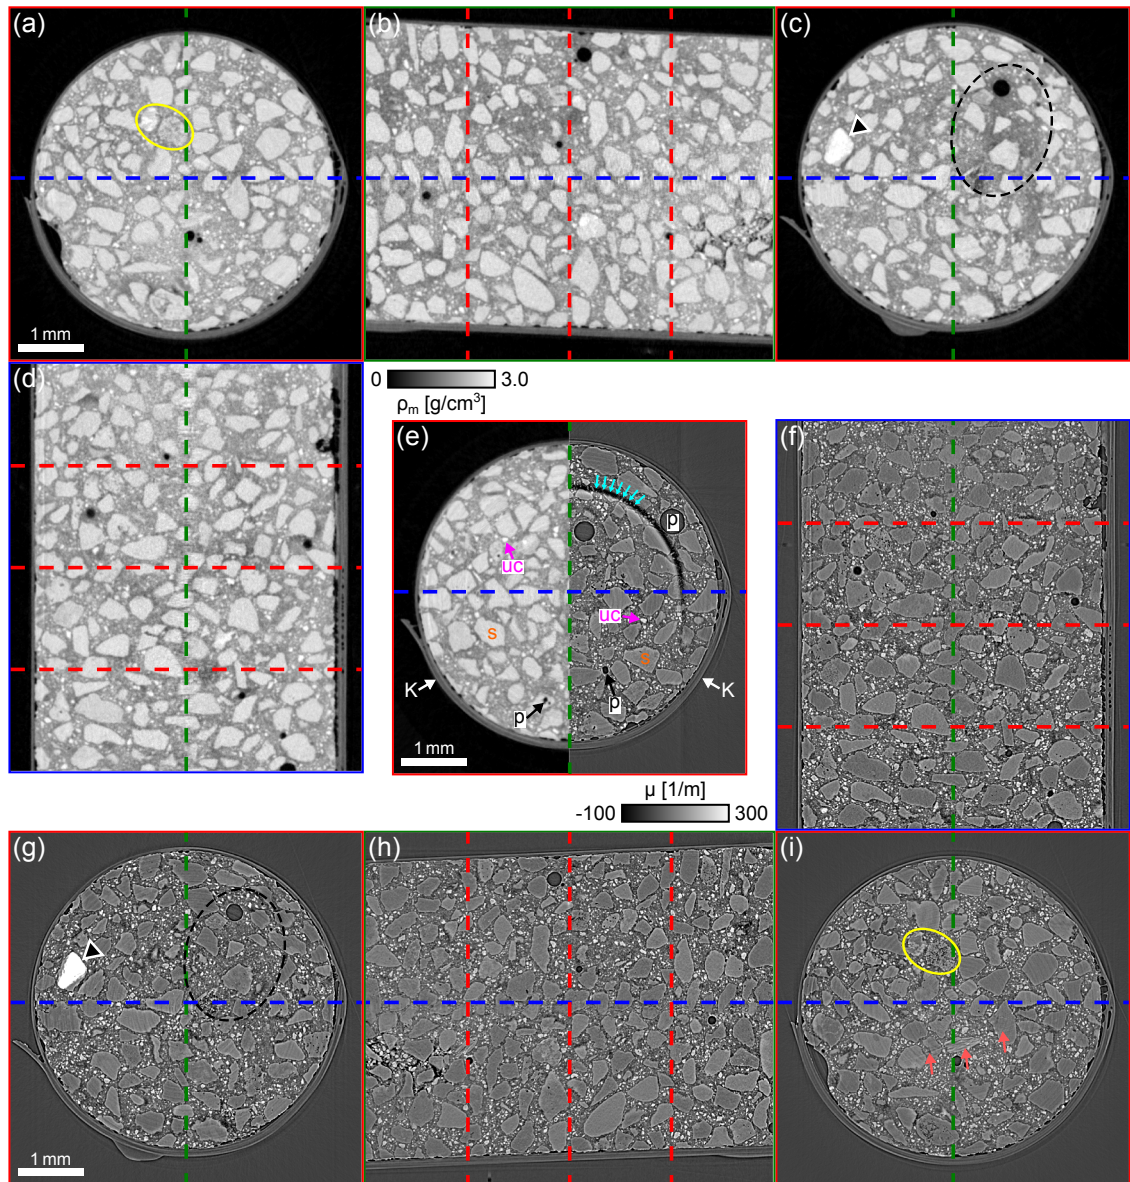 (a)
(b)
(c)
1 mm
(d)
0 3.0
ρm [g/cm³]
(e)
(f)
p
uc
uc
s
s
K
K
p
p
1 mm
μ [1/m]
-100 300
(g)
(h)
(i)
1 mm